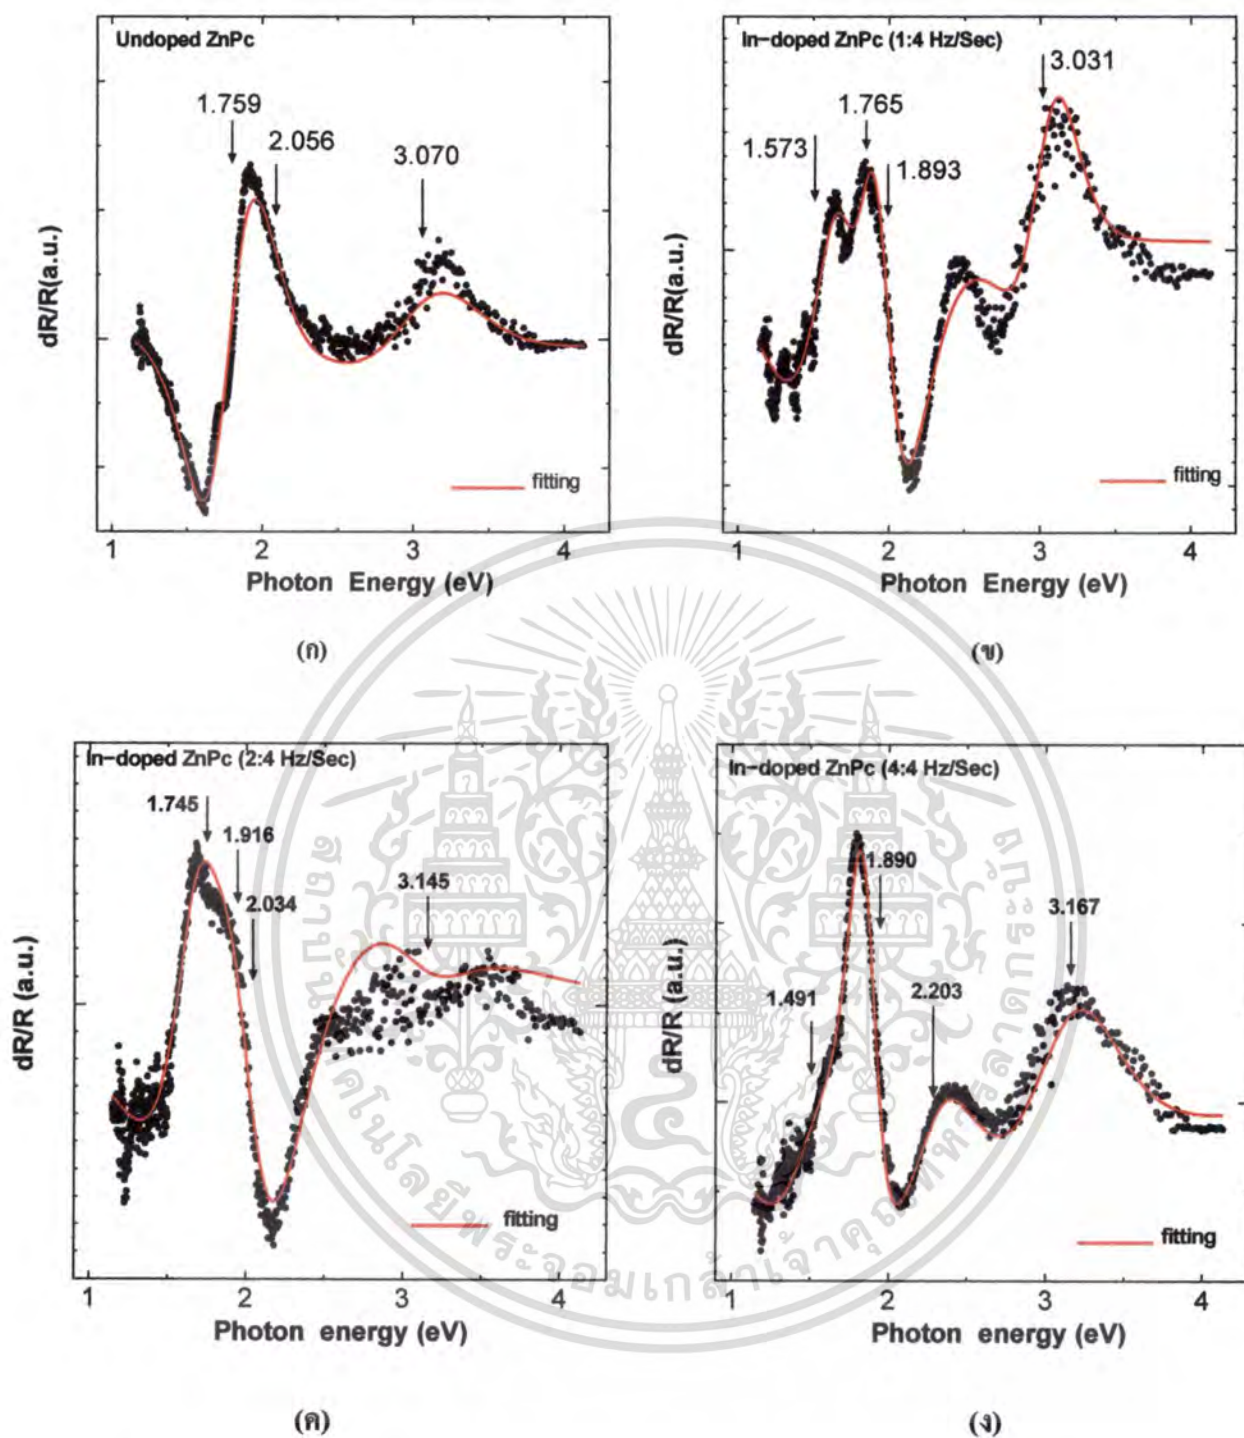 Undoped ZnPc
1.759
2.056
3.070
dR/R(a.u.)
fitting
1 2 3 4
Photon Energy (eV)
(ก)
In-doped ZnPc (1:4 Hz/Sec)
3.031
1.765
1.573
1.893
dR/R(a.u.)
fitting
1 2 3 4
Photon Energy (eV)
(ข)
In-doped ZnPc (2:4 Hz/Sec)
1.745
1.916
3.145
2.034
dR/R (a.u.)
fitting
1 2 3 4
Photon energy (eV)
(ค)
In-doped ZnPc (4:4 Hz/Sec)
1.890
3.167
1.491
2.203
dR/R (a.u.)
fitting
1 2 3 4
Photon energy (eV)
(ง)